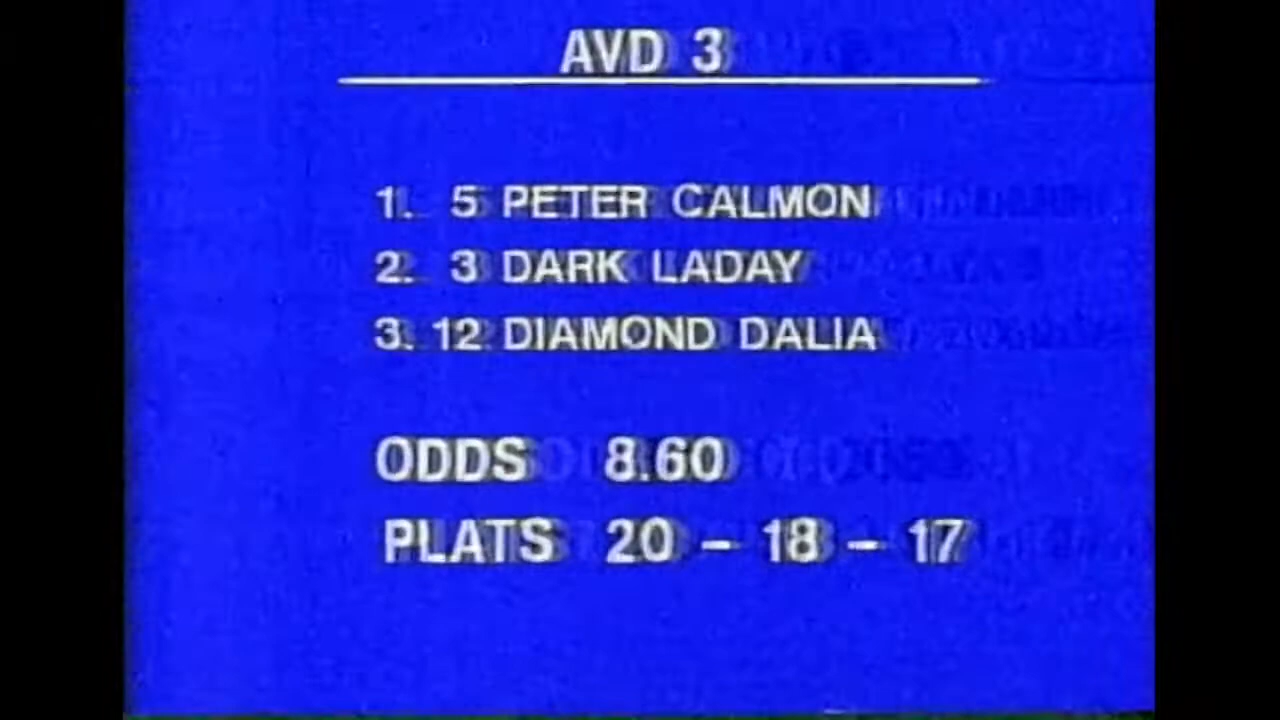 AVD 3
1. 5 PETER CALMON
2. 3 DARK LADAY
3. 12 DIAMOND DALIA
ODDS 8.60
PLATS 20 - 18 - 17